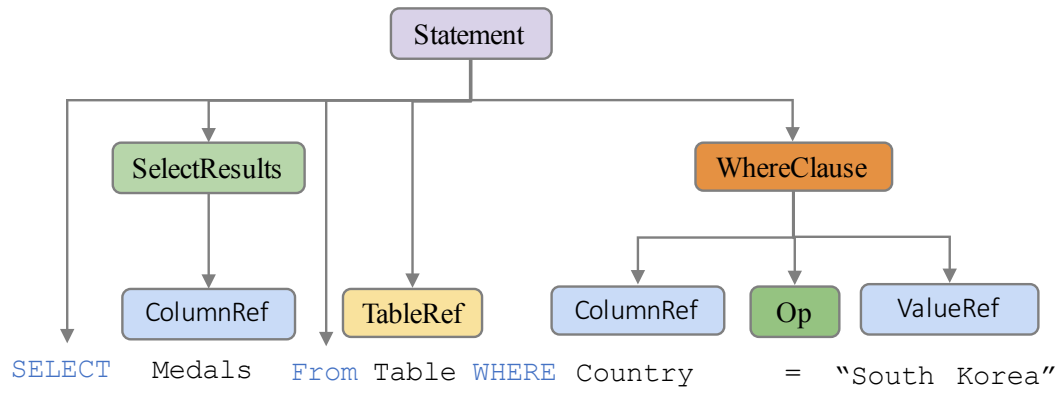 Statement
SelectResults WhereClause
ColumnRef TableRef ColumnRef Op ValueRef
SELECT Medals From Table WHERE Country = “South Korea”